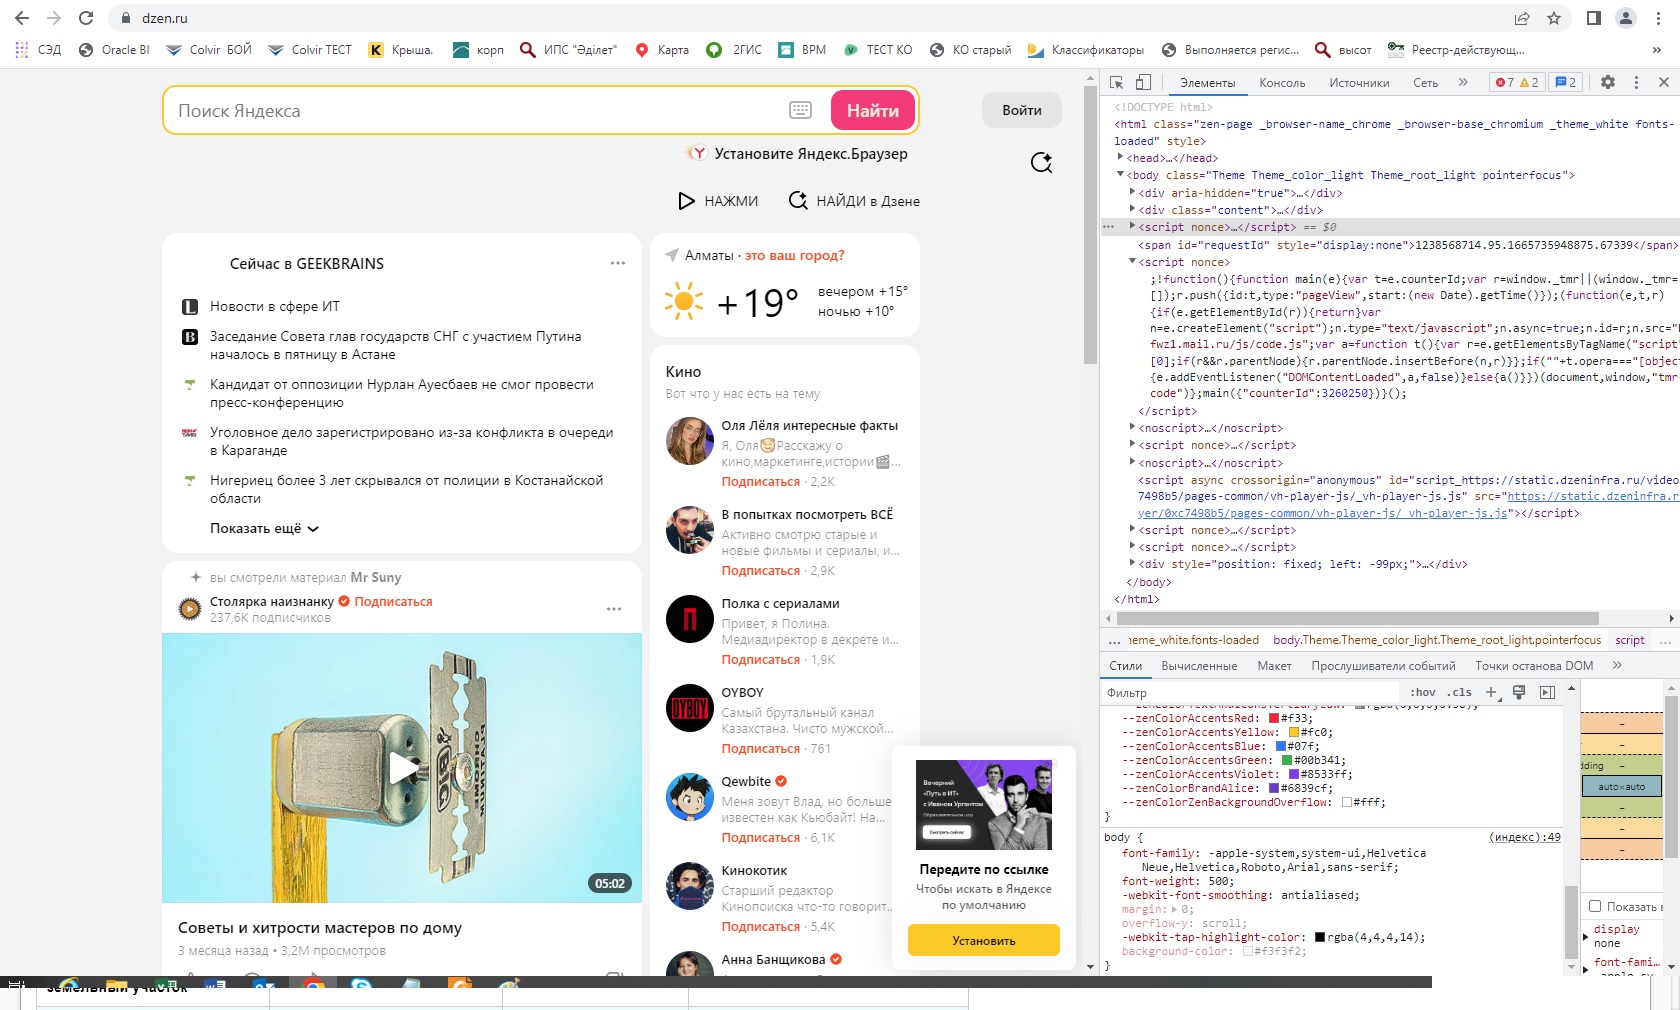 dzen.ru
СЭД
Oracle BI
Colvir БОЙ
Colvir ТЕСТ
Крыша.
корп
ИПС "Әділет"
Карта
2ГИС
ВРМ
ТЕСТ КО
КО старый
Классификаторы
Выполняется регис...
высот
Реестр-действующ...
»
Поиск Яндекса
Найти
Войти
Установите Яндекс.Браузер
НАЖМИ
НАЙДИ в Дзене
Сейчас в GEEKBRAINS
Новости в сфере ИТ
Заседание Совета глав государств СНГ с участием Путина
началось в пятницу в Астане
Кандидат от оппозиции Нурлан Ауесбаев не смог провести
пресс-конференцию
Уголовное дело зарегистрировано из-за конфликта в очереди
в Караганде
Нигериец более 3 лет скрывался от полиции в Костанайской
области
Показать ещё
вы смотрели материал Mr Suny
Столярка наизнанку Подписаться
237,6K подписчиков
BIG
05:02
Советы и хитрости мастеров по дому
3 месяца назад • 3,2M просмотров
Алматы · это ваш город?
+19°
вечером +15°
ночью +10°
Кино
Вот что у нас есть на тему
Оля Лёля интересные факты
Я, Оля Расскажу о
кино,маркетинге,истории ...
Подписаться · 2,2K
В попытках посмотреть ВСЁ
Активно смотрю старые и
новые фильмы и сериалы, и...
Подписаться · 2,9K
Полка с сериалами
Привет, я Полина.
Медиадиректор в декрете и...
Подписаться · 1,9K
OYBOY
OYBOY
Самый брутальный канал
Казахстана. Чисто мужской...
Подписаться · 761
Qewbite
Меня зовут Влад, но больше
известен как Кьюбайт! На...
Подписаться · 6,1K
Кинокотик
Старший редактор
Кинопоиска что-то говорит..
Подписаться · 5,4K
Анна Банщикова
Вечерний
«Путь в ИТ»
с Иваном Ургантом
Образовательное шоу
Смотреть сейчас
Передите по ссылке
Чтобы искать в Яндексе
по умолчанию
Установить
земельный участок
Элементы
Консоль
Источники
Сеть
»
7
2
2
<!DOCTYPE html>
<html class="zen-page _browser-name_chrome _browser-base_chromium _theme_white fonts-
loaded" style>
<head>…</head>
<body class="Theme Theme_color_light Theme_root_light pointerfocus">
<div aria-hidden="true">…</div>
<div class="content">…</div>
<script nonce>…</script> == $0
<span id="requestId" style="display:none">1238568714.95.1665735948875.67339</span>
<script nonce>
;!function(){function main(e){var t=e.counterId;var r=window._tmr||(window._tmr=
[]);r.push({id:t,type:"pageView",start:(new Date).getTime()});(function(e,t,r)
{if(e.getElementById(r)){return}var
n=e.createElement("script");n.type="text/javascript";n.async=true;n.id=r;n.src="
fwz1.mail.ru/js/code.js";var a=function t(){var r=e.getElementsByTagName("script"
[0];if(r&&r.parentNode){r.parentNode.insertBefore(n,r)}};if(""+t.opera==="[object
{e.addEventListener("DOMContentLoaded",a,false)}else{a()}})(document,window,"tmr-
code")};main({"counterId":3260250})}();
</script>
<noscript>…</noscript>
<script nonce>…</script>
<noscript>…</noscript>
<script async crossorigin="anonymous" id="script_https://static.dzeninfra.ru/video
7498b5/pages-common/vh-player-js/_vh-player-js.js" src="https://static.dzeninfra.r
yer/0xc7498b5/pages-common/vh-player-js/_vh-player-js.js"></script>
<script nonce>…</script>
<script nonce>…</script>
<div style="position: fixed; left: -99px;">…</div>
</body>
</html>
... heme_white.fonts-loaded body.Theme.Theme_color_light.Theme_root_light.pointerfocus script ...
Стили
Вычисленные
Макет
Прослушиватели событий
Точки останова DOM
»
Фильтр
:hov
.cls
--zenColorAccentsRed: #f33;
--zenColorAccentsYellow: #fc0;
--zenColorAccentsBlue: #07f;
--zenColorAccentsGreen: #00b341;
--zenColorAccentsViolet: #8533ff;
--zenColorBrandAlice: #6839cf;
--zenColorZenBackgroundOverflow: #fff;
}
body {
(индекс):49
font-family: -apple-system,system-ui,Helvetica
Neue,Helvetica,Roboto,Arial,sans-serif;
font-weight: 500;
-webkit-font-smoothing: antialiased;
margin: 0;
overflow-y: scroll;
-webkit-tap-highlight-color: rgba(4,4,4,14);
background-color: #f3f3f2;
}
dding
auto×auto
Показать в
display
none
font-fami…